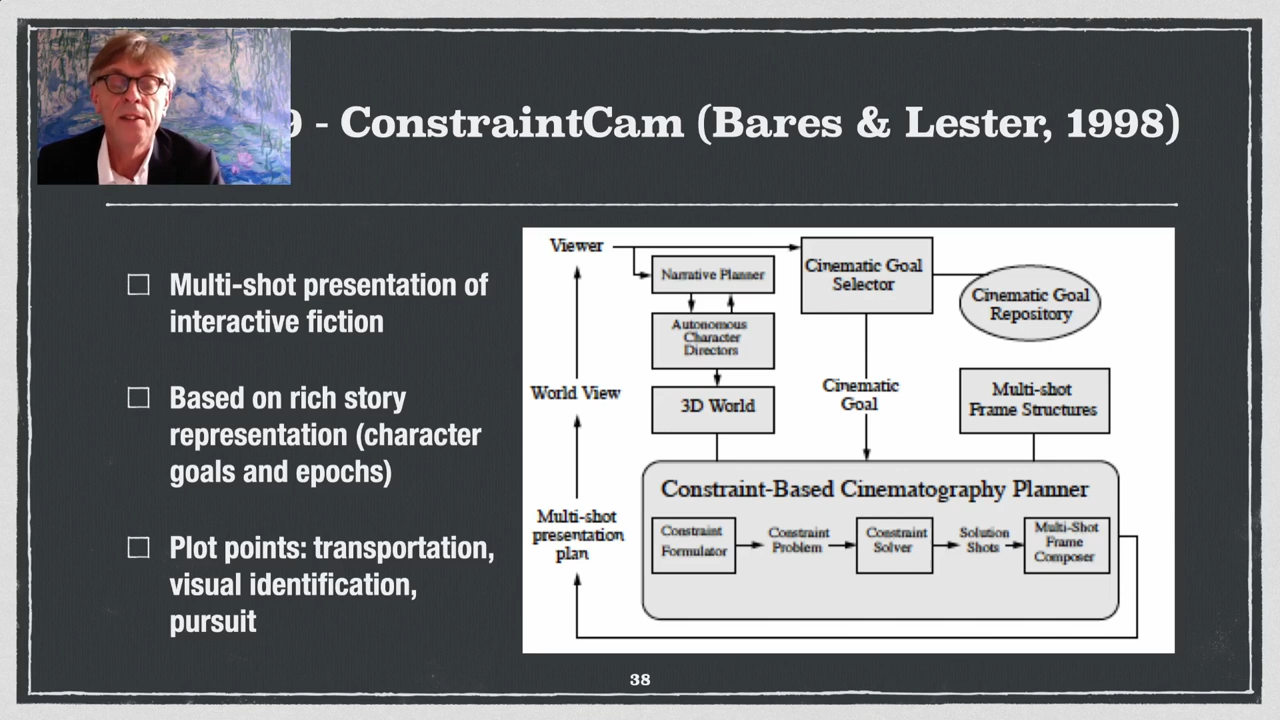 9 - ConstraintCam (Bares & Lester, 1998)
Multi-shot presentation of
interactive fiction
Based on rich story
representation (character
goals and epochs)
Plot points: transportation,
visual identification,
pursuit
Viewer
Narrative Planner
Cinematic Goal
Selector
Cinematic Goal
Repository
Autonomous
Character
Directors
World View
3D World
Cinematic
Goal
Multi-shot
Frame Structures
Constraint-Based Cinematography Planner
Multi-shot
presentation
plan
Constraint
Formulator
Constraint
Problem
Constraint
Solver
Solution
Shots
Multi-Shot
Frame
Composer
38